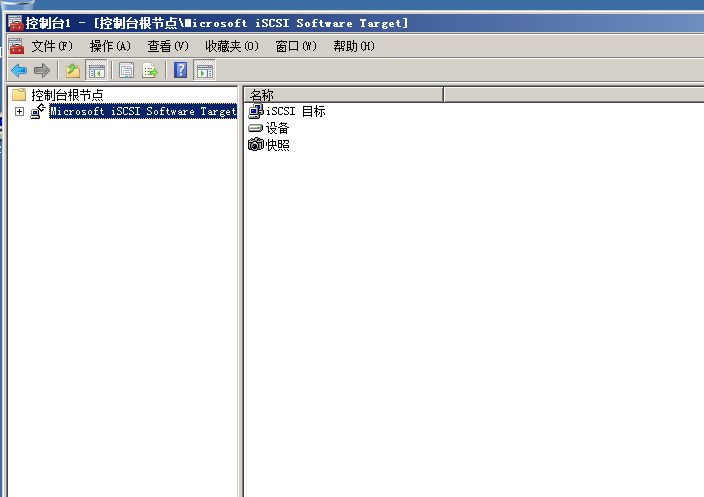 控制台1 - [控制台根节点\Microsoft iSCSI Software Target]
文件(F) 操作(A) 查看(V) 收藏夹(O) 窗口(W) 帮助(H)
控制台根节点
Microsoft iSCSI Software Target
名称
iSCSI 目标
设备
快照